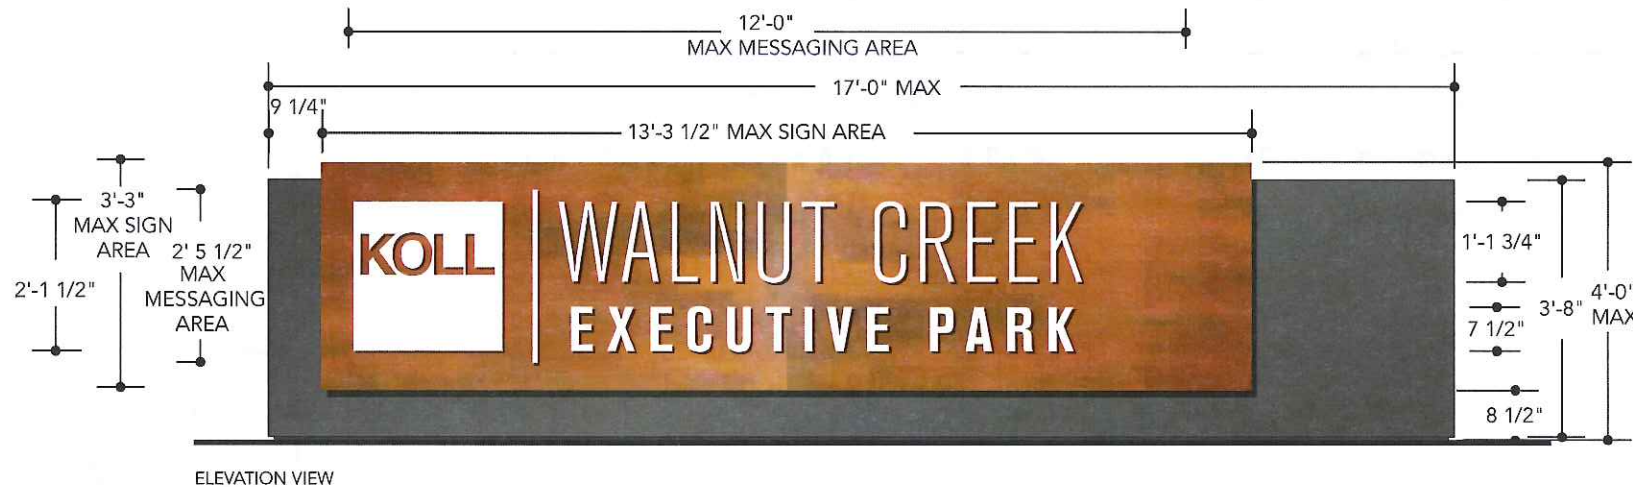 12'-0"
MAX MESSAGING AREA
17'-0" MAX
9 1/4"
13'-3 1/2" MAX SIGN AREA
3'-3"
MAX SIGN
AREA
2'-1 1/2"
2' 5 1/2"
MAX
MESSAGING
AREA
KOLL
WALNUT CREEK
EXECUTIVE PARK
1'-1 3/4"
7 1/2"
8 1/2"
3'-8"
4'-0"
MAX
ELEVATION VIEW